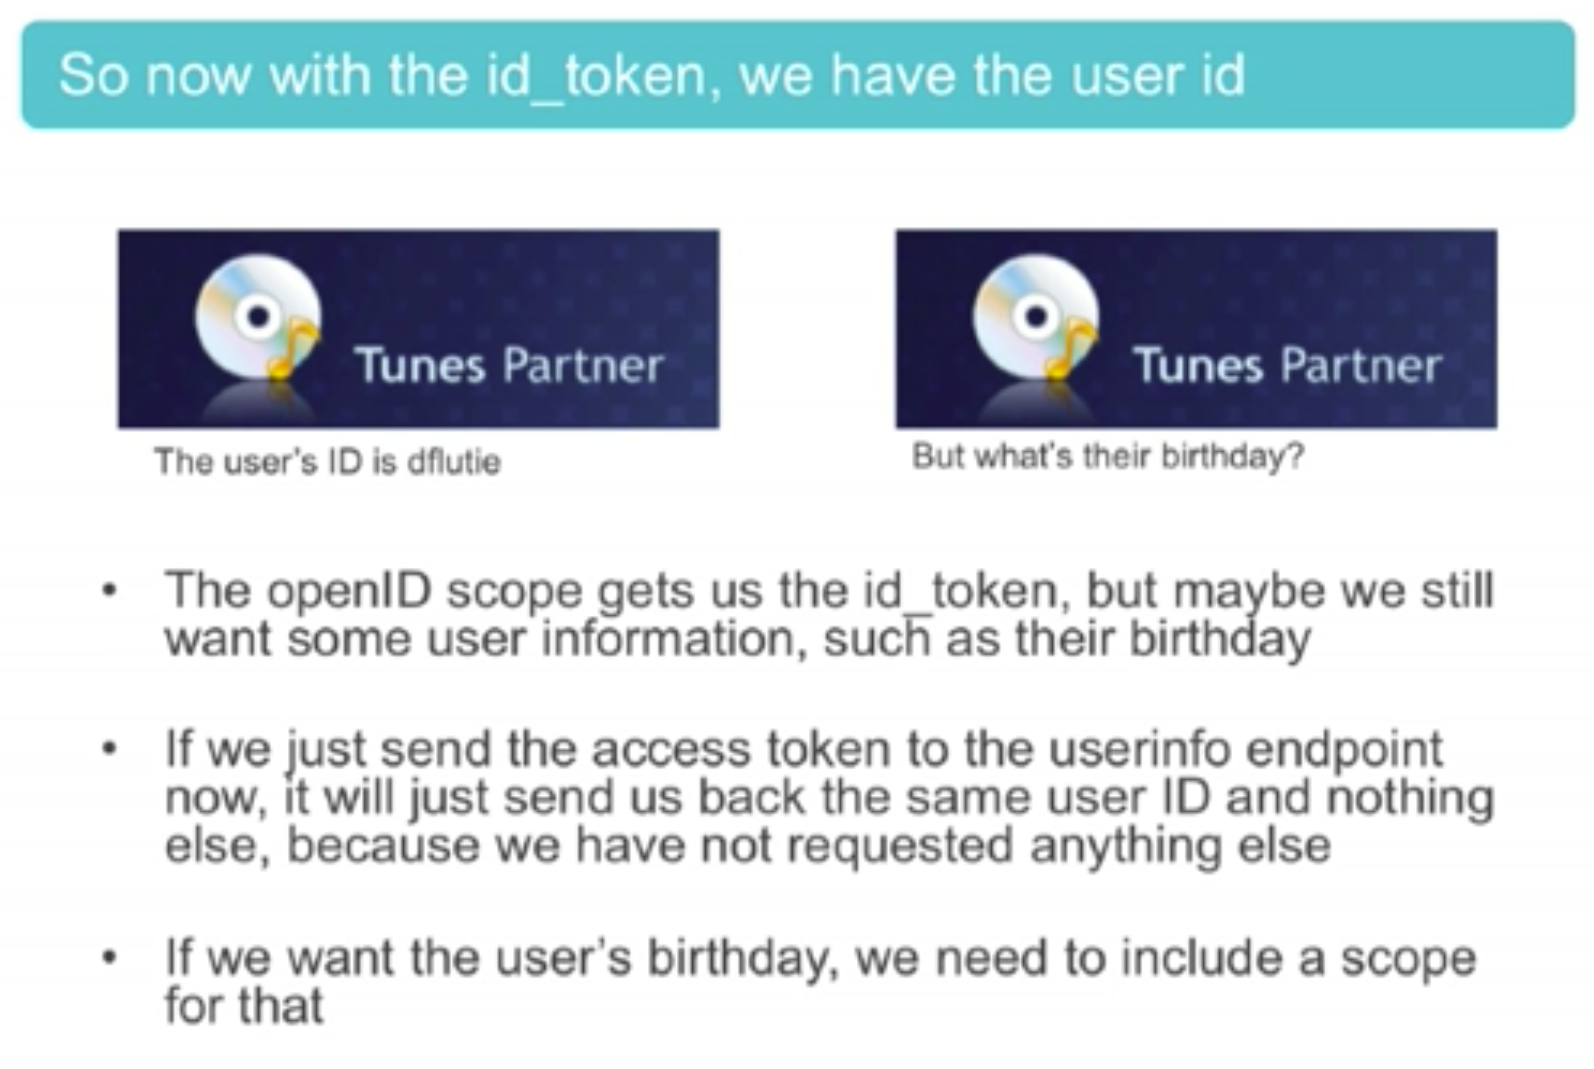 So now with the id_token, we have the user id
Tunes Partner
Tunes Partner
The user's ID is dflutie
But what's their birthday?
• The openID scope gets us the id_token, but maybe we still
want some user information, such as their birthday
• If we just send the access token to the userinfo endpoint
now, it will just send us back the same user ID and nothing
else, because we have not requested anything else
• If we want the user's birthday, we need to include a scope
for that